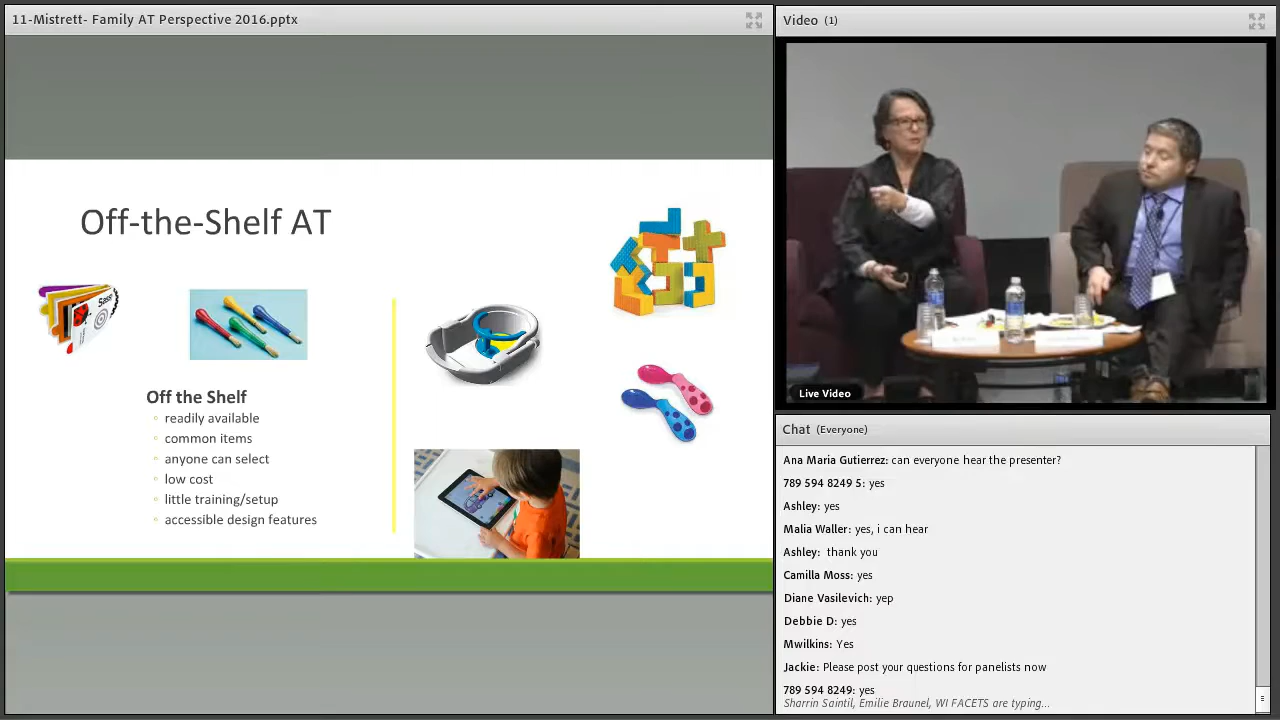 11-Mistrett- Family AT Perspective 2016.pptx
Off-the-Shelf AT
Off the Shelf
readily available
common items
anyone can select
low cost
little training/setup
accessible design features
Video (1)
Live Video
Chat (Everyone)
Ana Maria Gutierrez: can everyone hear the presenter?
789 594 8249 5: yes
Ashley: yes
Malia Waller: yes, i can hear
Ashley: thank you
Camilla Moss: yes
Diane Vasilevich: yep
Debbie D: yes
Mwilkins: Yes
Jackie: Please post your questions for panelists now
789 594 8249: yes
Sharrin Saintil, Emilie Braunel, WI FACETS are typing...